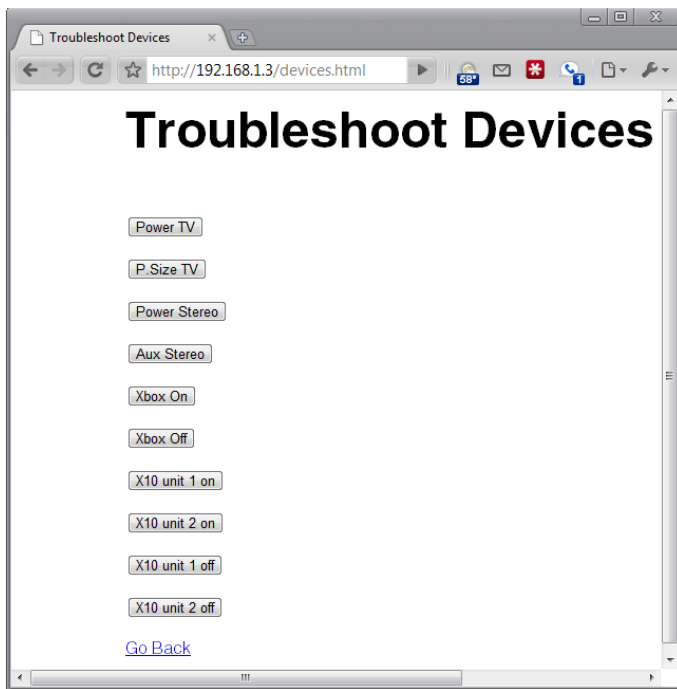 Troubleshoot Devices
http://192.168.1.3/devices.html
58°
1
Troubleshoot Devices
Power TV
P.Size TV
Power Stereo
Aux Stereo
Xbox On
Xbox Off
X10 unit 1 on
X10 unit 2 on
X10 unit 1 off
X10 unit 2 off
Go Back